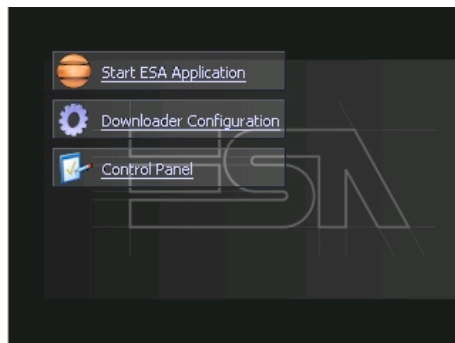 Start ESA Application
Downloader Configuration
Control Panel
ESA